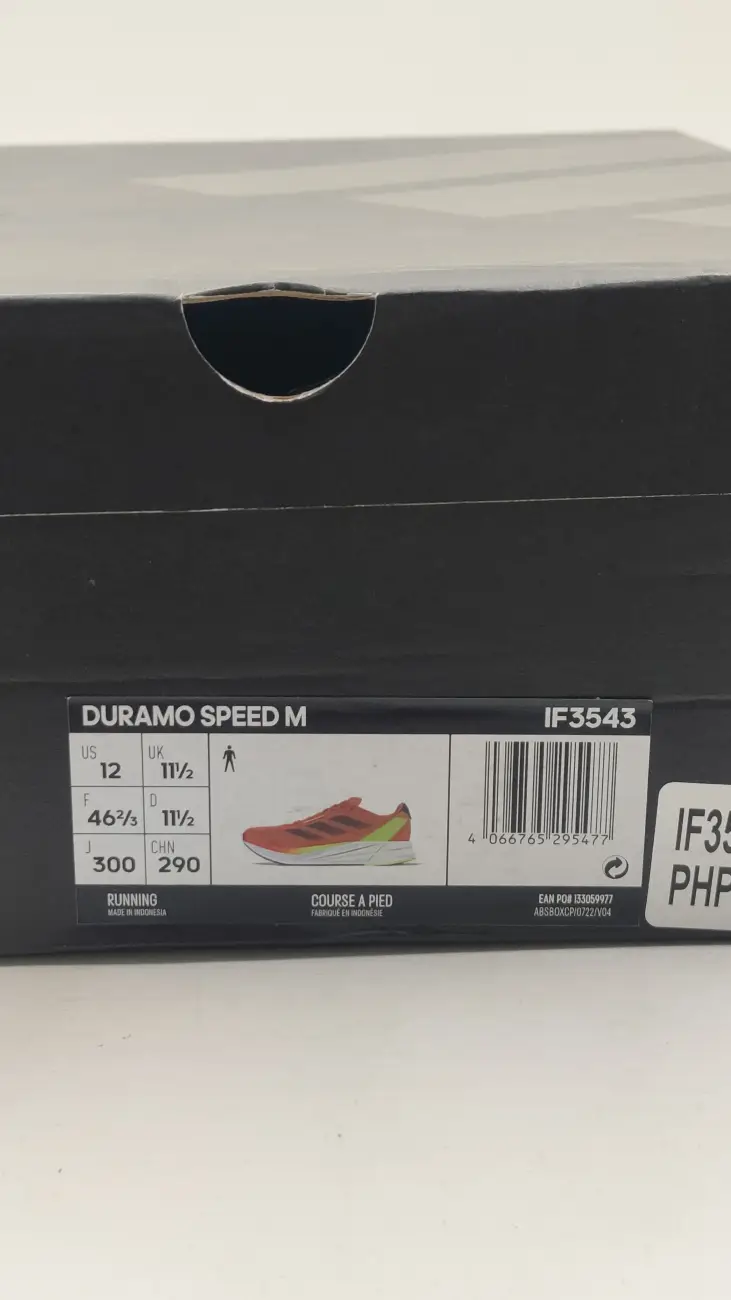 DURAMO SPEED M IF3543
US 12 UK 11½
F 46⅔ D 11½
J 300 CHN 290
4 066765 295477
RUNNING COURSE A PIED EAN PO# 133059977
MADE IN INDONESIA FABRIQUÉ EN INDONÉSIE ABSBOXCP/0722/V04
IF35
PHP